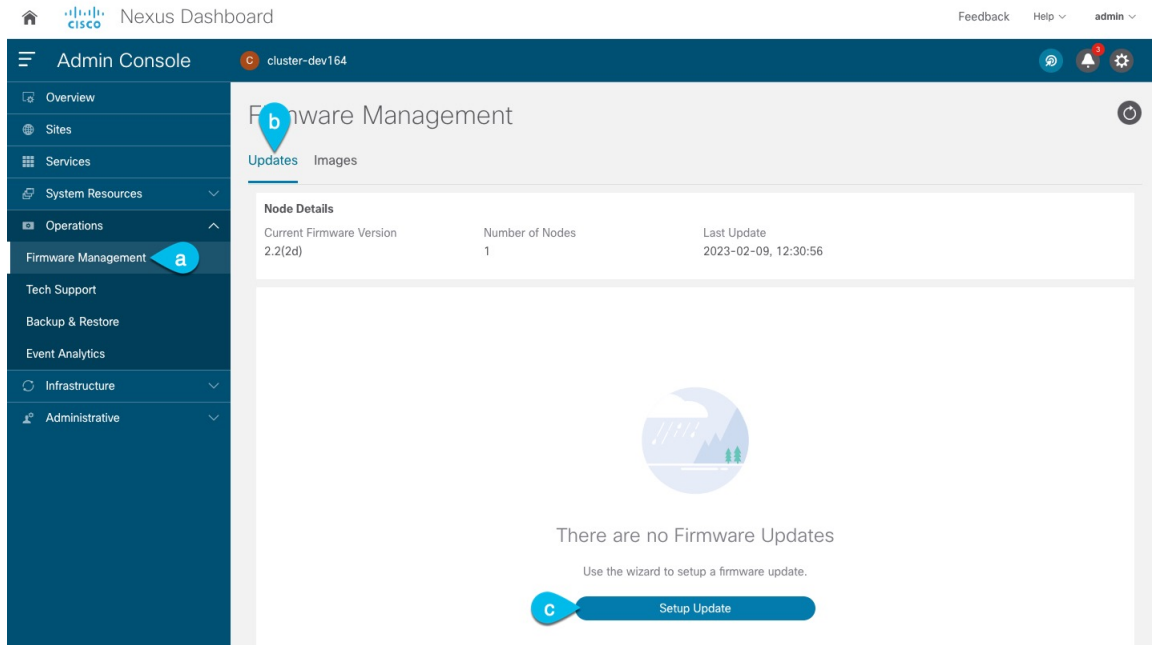 CISCO Nexus Dashboard Feedback Help admin
Admin Console C cluster-dev164 3
Overview
Sites
Services
System Resources
Operations
Firmware Management a
Tech Support
Backup & Restore
Event Analytics
Infrastructure
Administrative
Firmware Management
b
Updates Images
Node Details
Current Firmware Version Number of Nodes Last Update
2.2(2d) 1 2023-02-09, 12:30:56
There are no Firmware Updates
Use the wizard to setup a firmware update.
c Setup Update